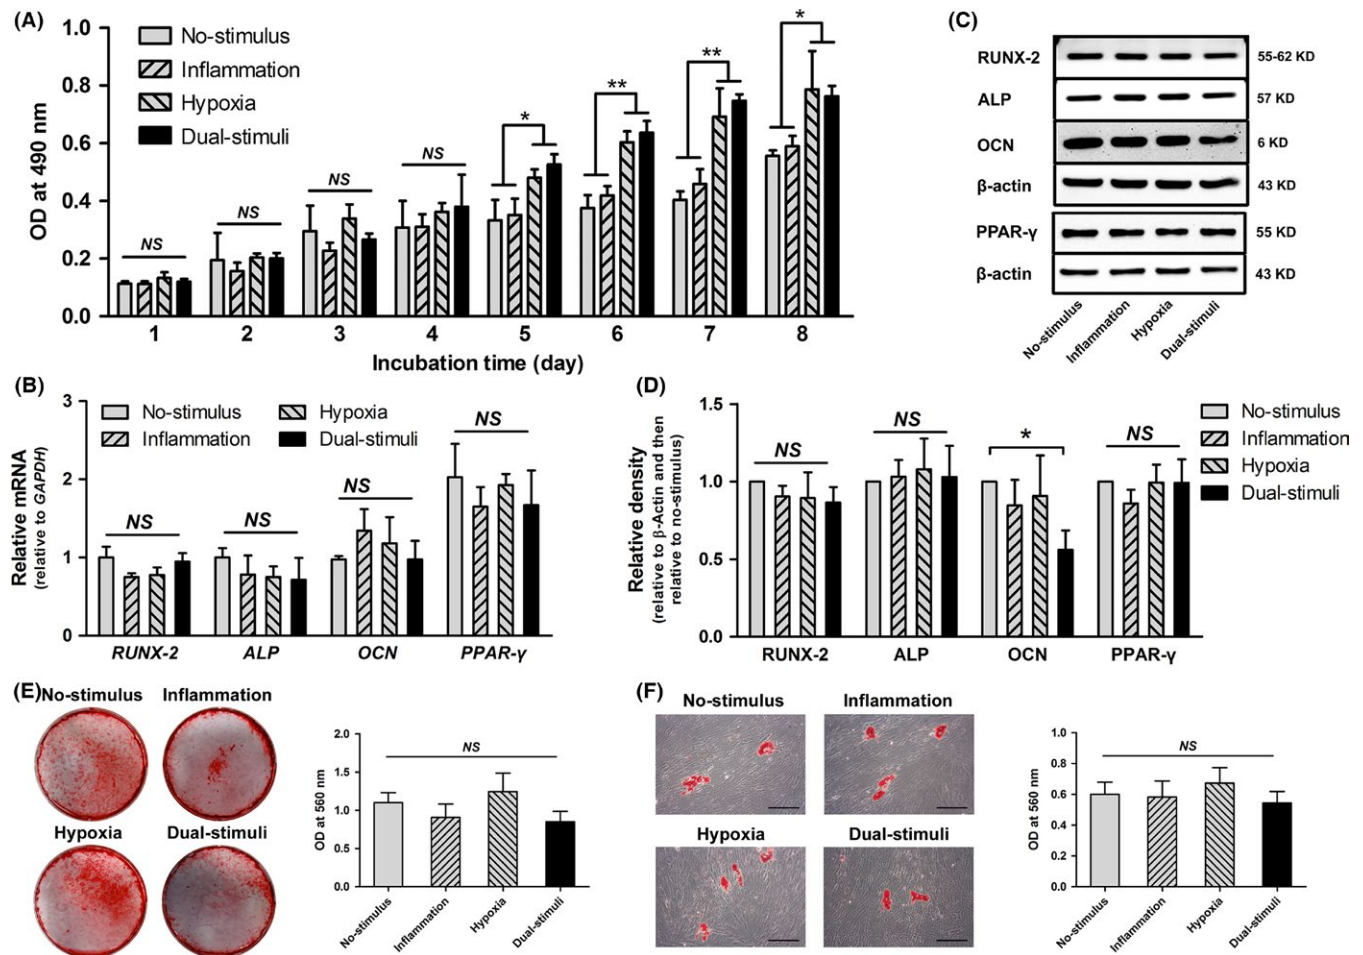 (A)
1.0
0.8
0.6
0.4
0.2
0.0
OD at 490 nm
No-stimulus
Inflammation
Hypoxia
Dual-stimuli
NS
NS
NS
NS
*
**
**
*
1 2 3 4 5 6 7 8
Incubation time (day)
(C)
RUNX-2 55-62 KD
ALP 57 KD
OCN 6 KD
β-actin 43 KD
PPAR-γ 55 KD
β-actin 43 KD
No-stimulus
Inflammation
Hypoxia
Dual-stimuli
(B)
3
2
1
0
Relative mRNA
(relative to GAPDH)
No-stimulus
Inflammation
Hypoxia
Dual-stimuli
NS
NS
NS
NS
RUNX-2 ALP OCN PPAR-γ
(D)
1.5
1.0
0.5
0.0
Relative density
(relative to β-Actin and then
relative to no-stimulus)
NS
NS
*
NS
No-stimulus
Inflammation
Hypoxia
Dual-stimuli
RUNX-2 ALP OCN PPAR-γ
(E)
No-stimulus Inflammation
Hypoxia Dual-stimuli
2.0
1.5
1.0
0.5
0.0
OD at 560 nm
NS
No-stimulus
Inflammation
Hypoxia
Dual-stimuli
(F)
No-stimulus Inflammation
Hypoxia Dual-stimuli
1.0
0.8
0.6
0.4
0.2
0.0
OD at 560 nm
NS
No-stimulus
Inflammation
Hypoxia
Dual-stimuli